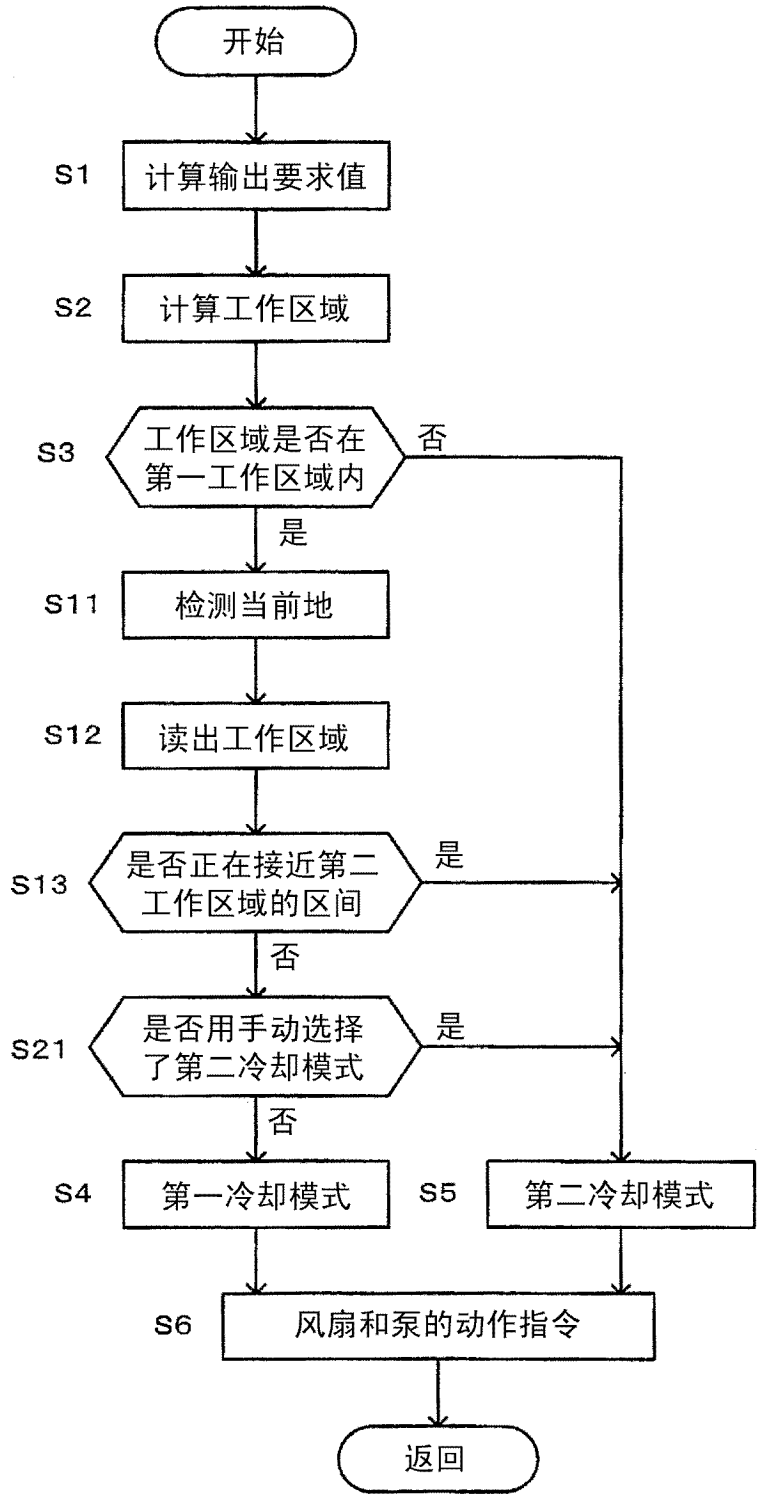 开始
S1
计算输出要求值
S2
计算工作区域
S3
工作区域是否在
第一工作区域内
否
是
S11
检测当前地
S12
读出工作区域
S13
是否正在接近第二
工作区域的区间
是
否
S21
是否用手动选择
了第二冷却模式
是
否
S4
第一冷却模式
S5
第二冷却模式
S6
风扇和泵的动作指令
返回